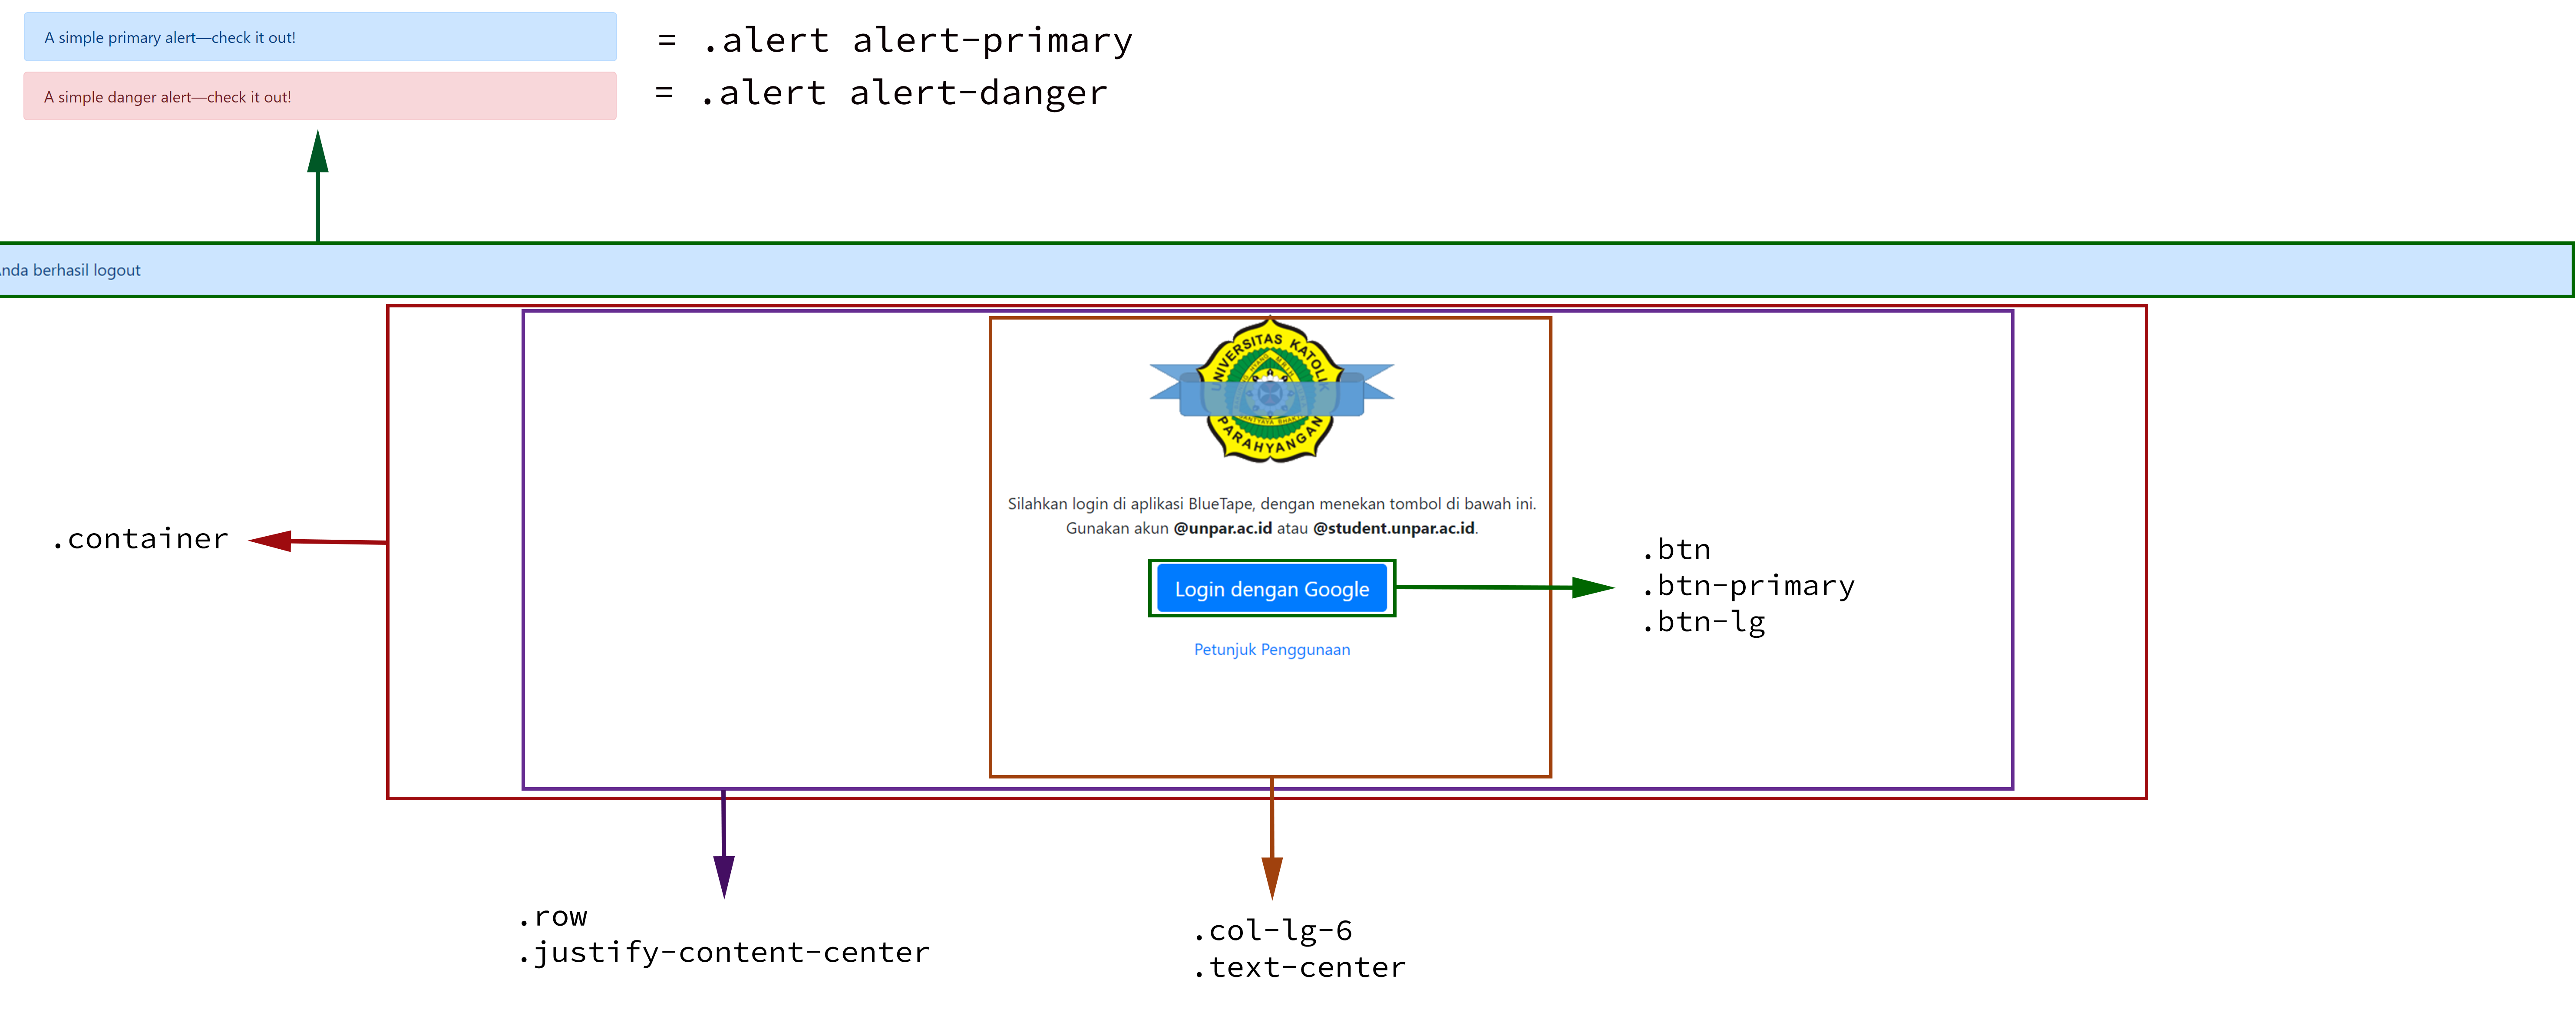 A simple primary alert—check it out!
= .alert alert-primary
A simple danger alert—check it out!
= .alert alert-danger
nda berhasil logout
UNIVERSITAS KATOLIK
PARAHYANGAN
Silahkan login di aplikasi BlueTape, dengan menekan tombol di bawah ini.
Gunakan akun @unpar.ac.id atau @student.unpar.ac.id.
.container
Login dengan Google
.btn
.btn-primary
.btn-lg
Petunjuk Penggunaan
.row
.justify-content-center
.col-lg-6
.text-center